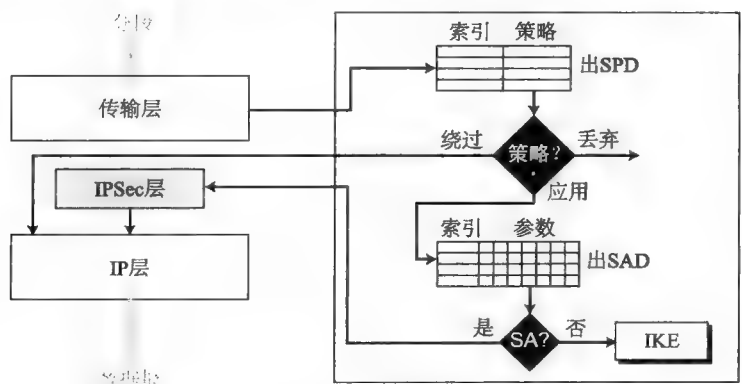 索引 策略
出SPD
传输层
绕过
策略?
丢弃
IPSec层
应用
索引 参数
IP层
出SAD
是
SA?
否
IKE